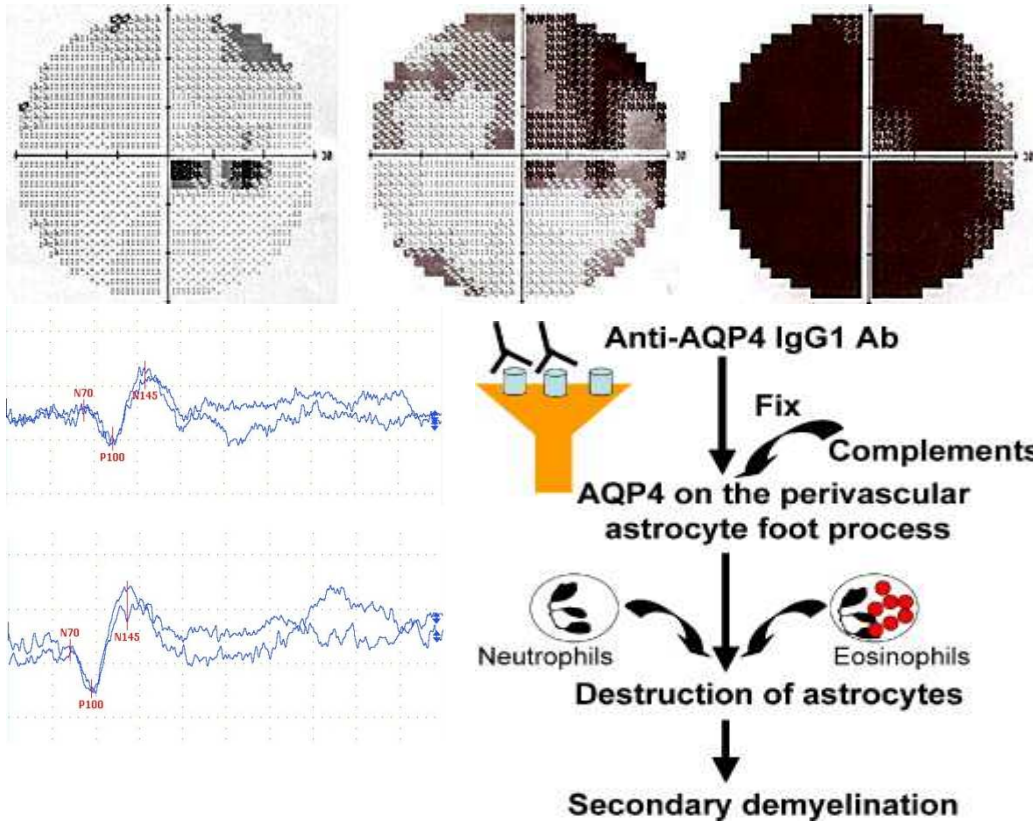 30
30
30
N70
N145
P100
N70
N145
P100
Anti-AQP4 IgG1 Ab
Fix
Complements
AQP4 on the perivascular
astrocyte foot process
Neutrophils
Eosinophils
Destruction of astrocytes
Secondary demyelination